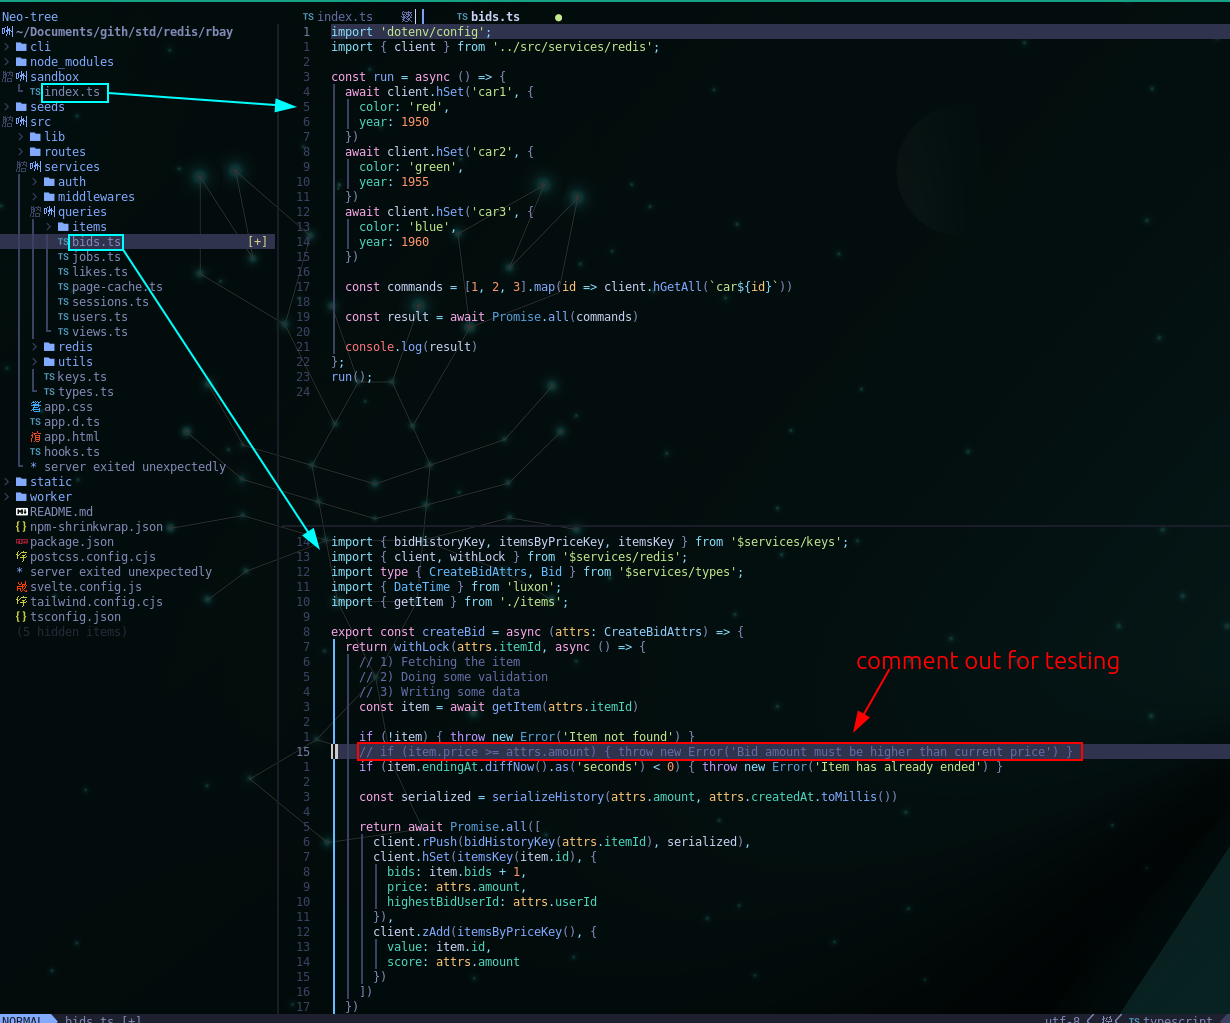 Neo-tree
~/Documents/gith/std/redis/rbay
cli
node_modules
sandbox
TS index.ts
seeds
src
lib
routes
services
auth
middlewares
queries
items
TS bids.ts [+]
TS jobs.ts
TS likes.ts
TS page-cache.ts
TS sessions.ts
TS users.ts
TS views.ts
redis
utils
TS keys.ts
TS types.ts
app.css
TS app.d.ts
app.html
TS hooks.ts
* server exited unexpectedly
static
worker
README.md
{} npm-shrinkwrap.json
package.json
postcss.config.cjs
* server exited unexpectedly
svelte.config.js
tailwind.config.cjs
{} tsconfig.json
(5 hidden items)
TS index.ts TS bids.ts ●
1 import 'dotenv/config';
1 import { client } from '../src/services/redis';
2
3 const run = async () => {
4 await client.hSet('car1', {
5 color: 'red',
6 year: 1950
7 })
8 await client.hSet('car2', {
9 color: 'green',
10 year: 1955
11 })
12 await client.hSet('car3', {
13 color: 'blue',
14 year: 1960
15 })
16
17 const commands = [1, 2, 3].map(id => client.hGetAll(`car${id}`))
18
19 const result = await Promise.all(commands)
20
21 console.log(result)
22 };
23 run();
24
14 import { bidHistoryKey, itemsByPriceKey, itemsKey } from '$services/keys';
13 import { client, withLock } from '$services/redis';
12 import type { CreateBidAttrs, Bid } from '$services/types';
11 import { DateTime } from 'luxon';
10 import { getItem } from './items';
9
8 export const createBid = async (attrs: CreateBidAttrs) => {
7 return withLock(attrs.itemId, async () => {
6 // 1) Fetching the item
5 // 2) Doing some validation
4 // 3) Writing some data
3 const item = await getItem(attrs.itemId)
2
1 if (!item) { throw new Error('Item not found') }
15 // if (item.price >= attrs.amount) { throw new Error('Bid amount must be higher than current price') }
1 if (item.endingAt.diffNow().as('seconds') < 0) { throw new Error('Item has already ended') }
2
3 const serialized = serializeHistory(attrs.amount, attrs.createdAt.toMillis())
4
5 return await Promise.all([
6 client.rPush(bidHistoryKey(attrs.itemId), serialized),
7 client.hSet(itemsKey(item.id), {
8 bids: item.bids + 1,
9 price: attrs.amount,
10 highestBidUserId: attrs.userId
11 }),
12 client.zAdd(itemsByPriceKey(), {
13 value: item.id,
14 score: attrs.amount
15 })
16 ])
17 })
comment out for testing
NORMAL bids.ts [+] utf-8 TS typescript